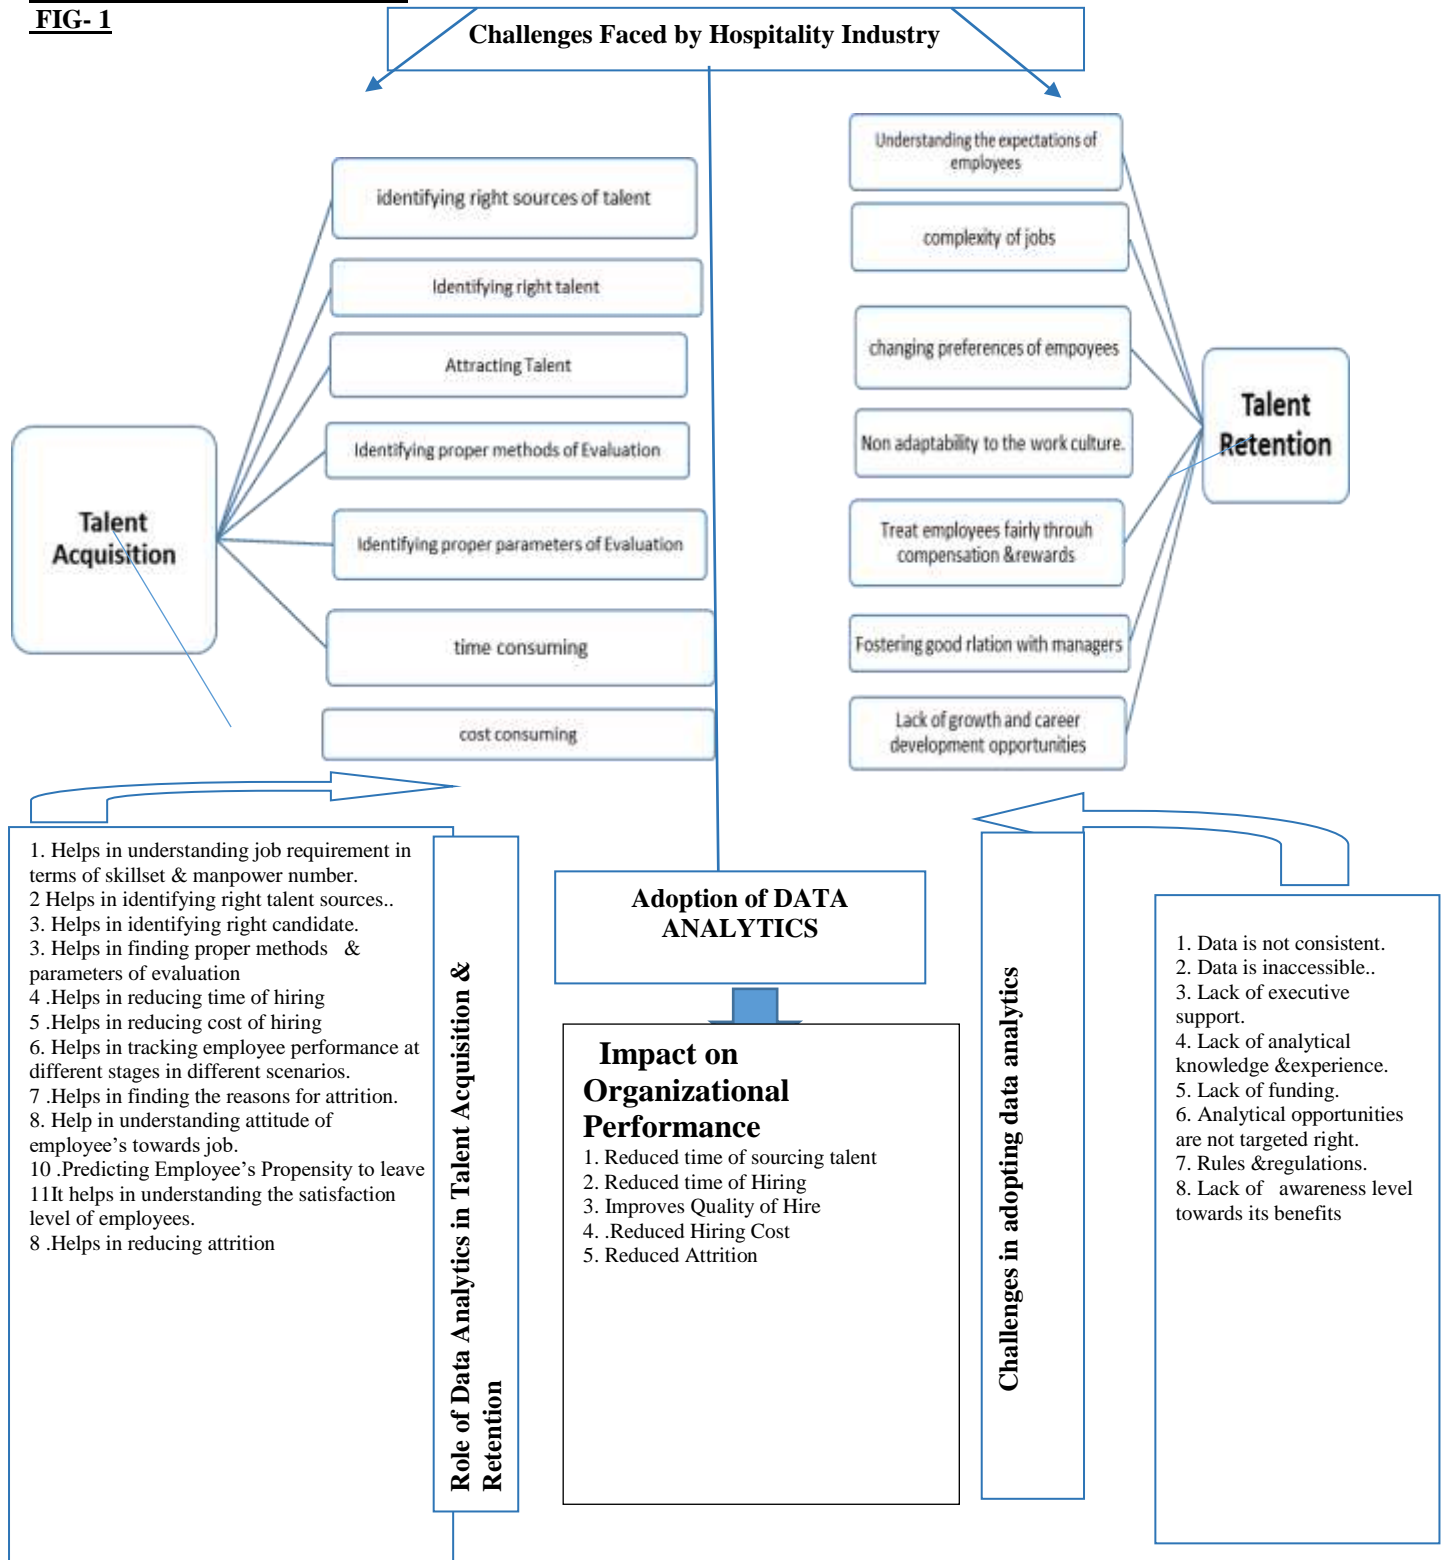 FIG- 1
Challenges Faced by Hospitality Industry
identifying right sources of talent
Identifying right talent
Attracting Talent
Identifying proper methods of Evaluation
Identifying proper parameters of Evaluation
time consuming
cost consuming
Talent
Acquisition
Understanding the expectations of
employees
complexity of jobs
changing preferences of empoyees
Non adaptability to the work culture.
Treat employees fairly throuh
compensation &rewards
Fostering good rlation with managers
Lack of growth and career
development opportunities
Talent
Retention
1. Helps in understanding job requirement in
terms of skillset & manpower number.
2 Helps in identifying right talent sources..
3. Helps in identifying right candidate.
3. Helps in finding proper methods &
parameters of evaluation
4 .Helps in reducing time of hiring
5 .Helps in reducing cost of hiring
6. Helps in tracking employee performance at
different stages in different scenarios.
7 .Helps in finding the reasons for attrition.
8. Help in understanding attitude of
employee’s towards job.
10 .Predicting Employee’s Propensity to leave
11It helps in understanding the satisfaction
level of employees.
8 .Helps in reducing attrition
Role of Data Analytics in Talent Acquisition &
Retention
Adoption of DATA
ANALYTICS
Impact on
Organizational
Performance
1. Reduced time of sourcing talent
2. Reduced time of Hiring
3. Improves Quality of Hire
4. .Reduced Hiring Cost
5. Reduced Attrition
Challenges in adopting data analytics
1. Data is not consistent.
2. Data is inaccessible..
3. Lack of executive
support.
4. Lack of analytical
knowledge &experience.
5. Lack of funding.
6. Analytical opportunities
are not targeted right.
7. Rules &regulations.
8. Lack of awareness level
towards its benefits